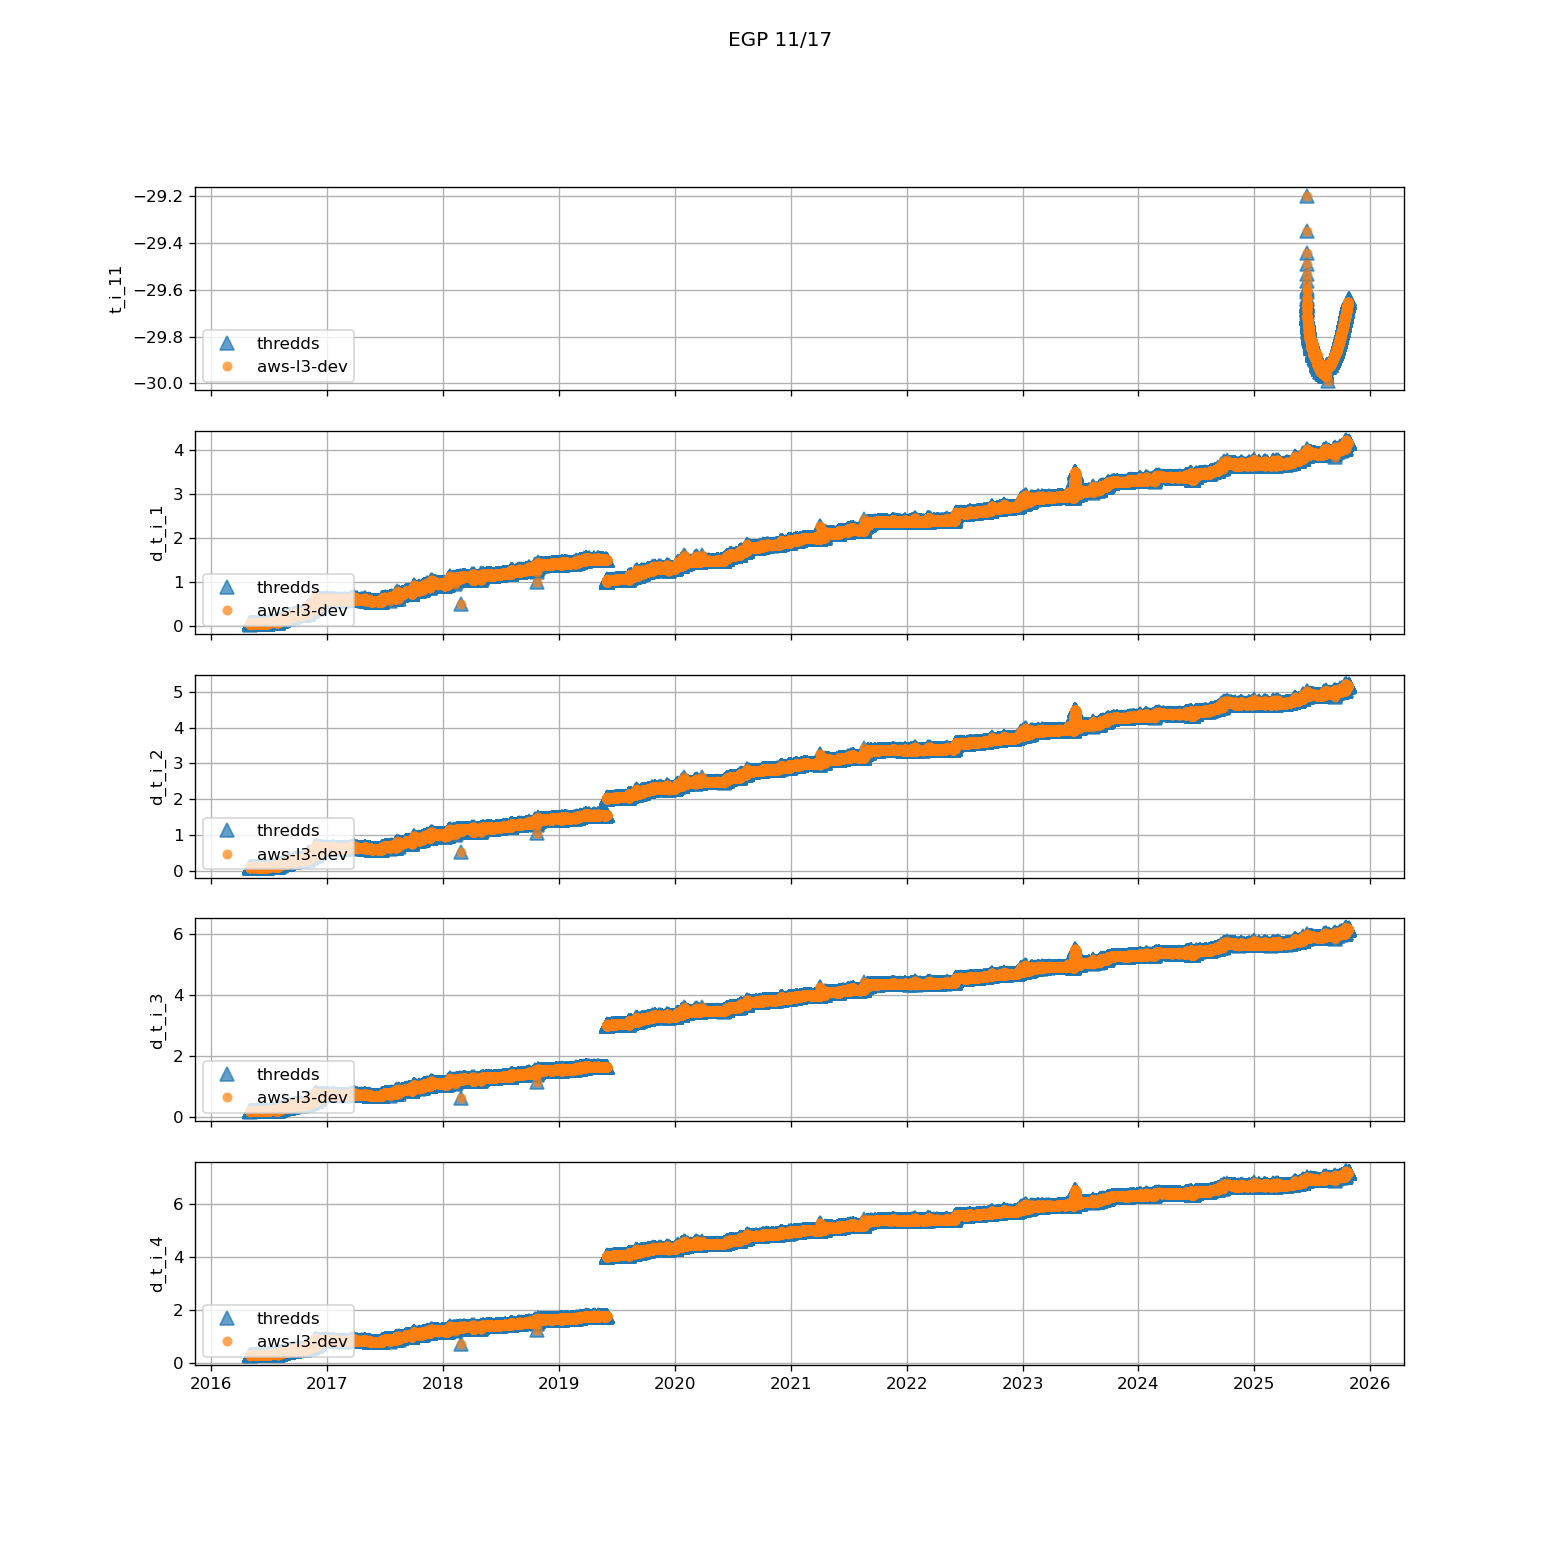 EGP 11/17
t_i_11
−29.2
−29.4
−29.6
−29.8
−30.0
thredds
aws-l3-dev
d_t_i_1
4
3
2
1
0
thredds
aws-l3-dev
d_t_i_2
5
4
3
2
1
0
thredds
aws-l3-dev
d_t_i_3
6
4
2
0
thredds
aws-l3-dev
d_t_i_4
6
4
2
0
thredds
aws-l3-dev
2016 2017 2018 2019 2020 2021 2022 2023 2024 2025 2026